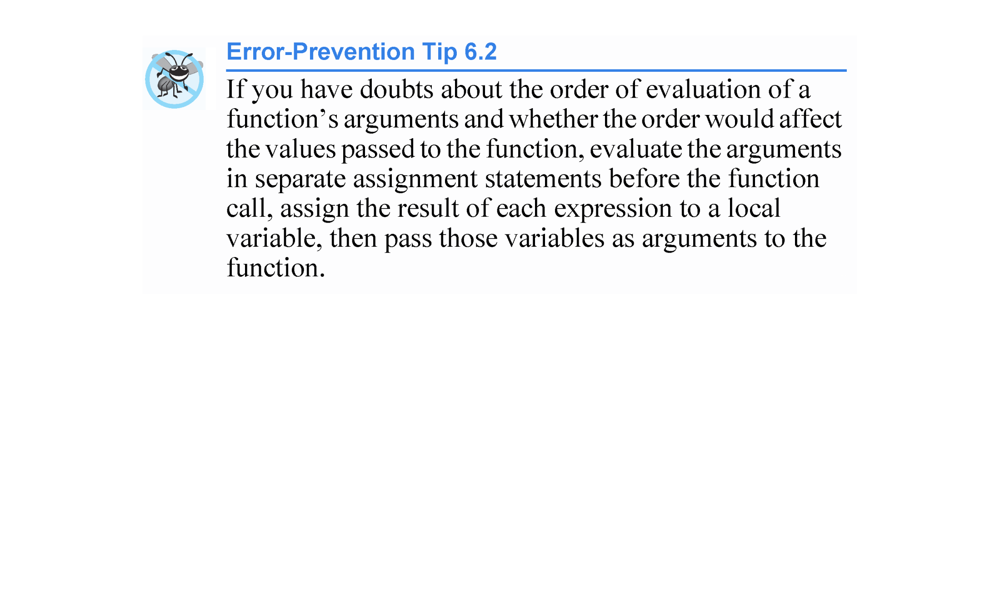 Error-Prevention Tip 6.2
If you have doubts about the order of evaluation of a
function’s arguments and whether the order would affect
the values passed to the function, evaluate the arguments
in separate assignment statements before the function
call, assign the result of each expression to a local
variable, then pass those variables as arguments to the
function.